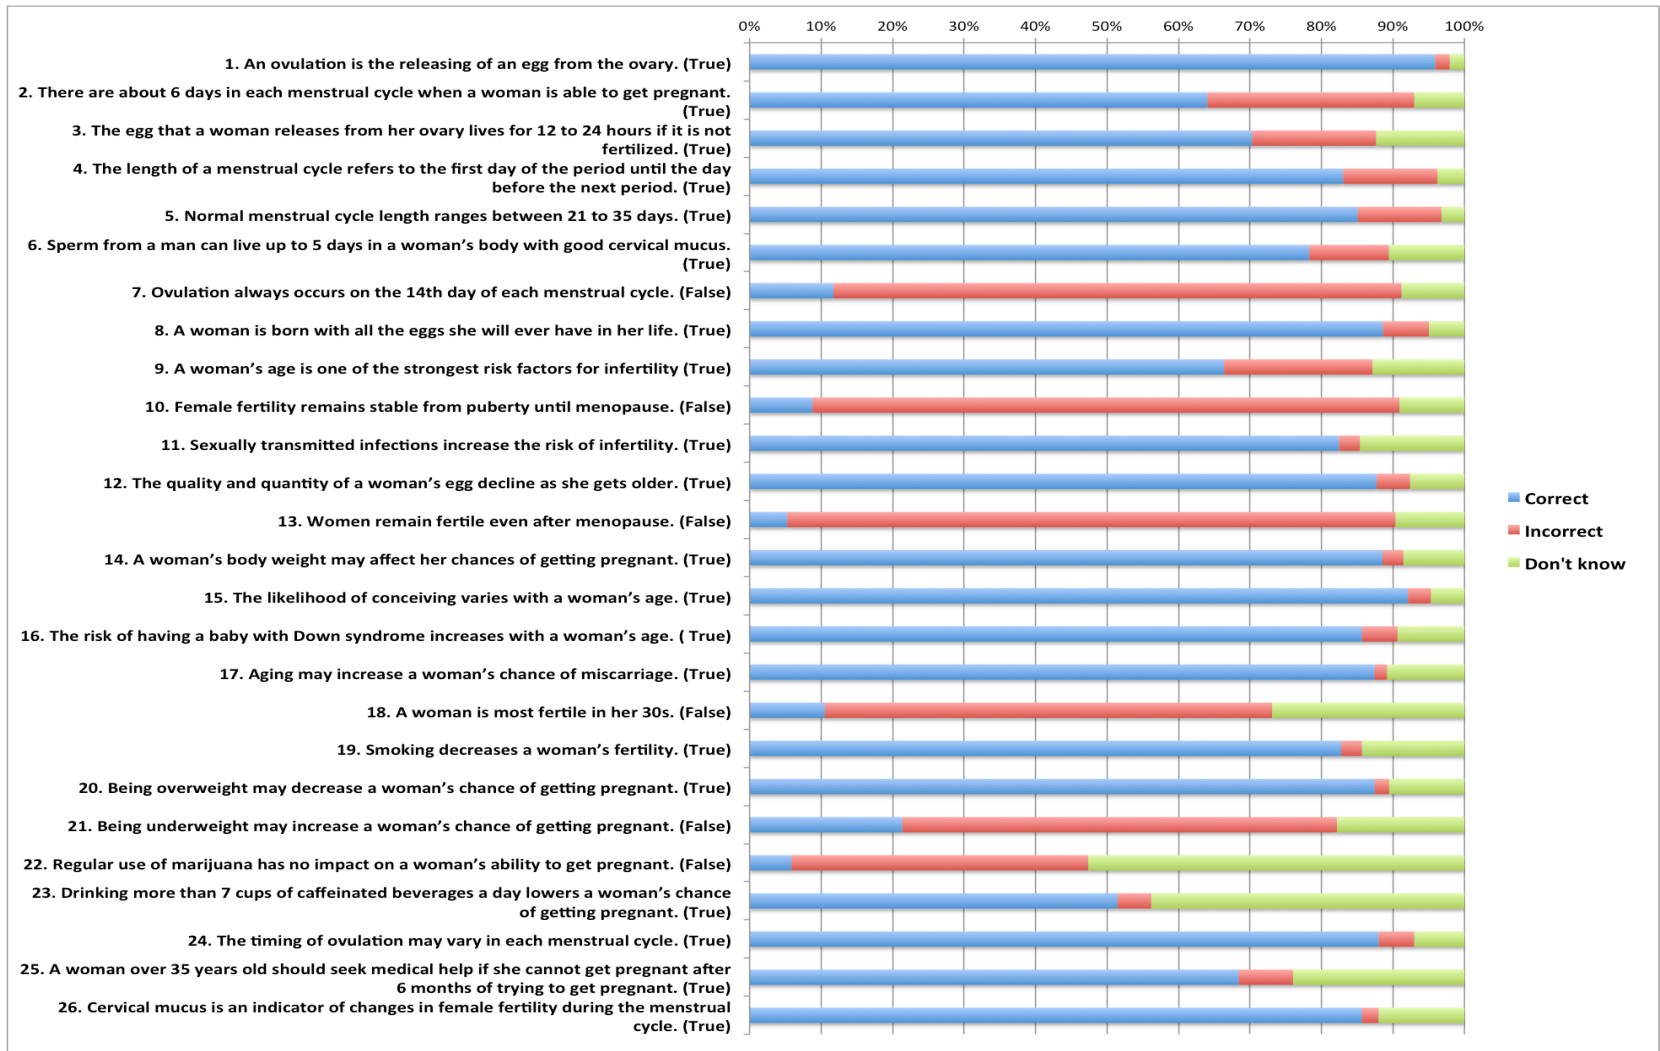 0% 10% 20% 30% 40% 50% 60% 70% 80% 90% 100%
1. An ovulation is the releasing of an egg from the ovary. (True)
2. There are about 6 days in each menstrual cycle when a woman is able to get pregnant.
(True)
3. The egg that a woman releases from her ovary lives for 12 to 24 hours if it is not
fertilized. (True)
4. The length of a menstrual cycle refers to the first day of the period until the day
before the next period. (True)
5. Normal menstrual cycle length ranges between 21 to 35 days. (True)
6. Sperm from a man can live up to 5 days in a woman’s body with good cervical mucus.
(True)
7. Ovulation always occurs on the 14th day of each menstrual cycle. (False)
8. A woman is born with all the eggs she will ever have in her life. (True)
9. A woman’s age is one of the strongest risk factors for infertility (True)
10. Female fertility remains stable from puberty until menopause. (False)
11. Sexually transmitted infections increase the risk of infertility. (True)
12. The quality and quantity of a woman’s egg decline as she gets older. (True)
13. Women remain fertile even after menopause. (False)
14. A woman’s body weight may affect her chances of getting pregnant. (True)
15. The likelihood of conceiving varies with a woman’s age. (True)
16. The risk of having a baby with Down syndrome increases with a woman’s age. ( True)
17. Aging may increase a woman’s chance of miscarriage. (True)
18. A woman is most fertile in her 30s. (False)
19. Smoking decreases a woman’s fertility. (True)
20. Being overweight may decrease a woman’s chance of getting pregnant. (True)
21. Being underweight may increase a woman’s chance of getting pregnant. (False)
22. Regular use of marijuana has no impact on a woman’s ability to get pregnant. (False)
23. Drinking more than 7 cups of caffeinated beverages a day lowers a woman’s chance
of getting pregnant. (True)
24. The timing of ovulation may vary in each menstrual cycle. (True)
25. A woman over 35 years old should seek medical help if she cannot get pregnant after
6 months of trying to get pregnant. (True)
26. Cervical mucus is an indicator of changes in female fertility during the menstrual
cycle. (True)
Correct
Incorrect
Don't know